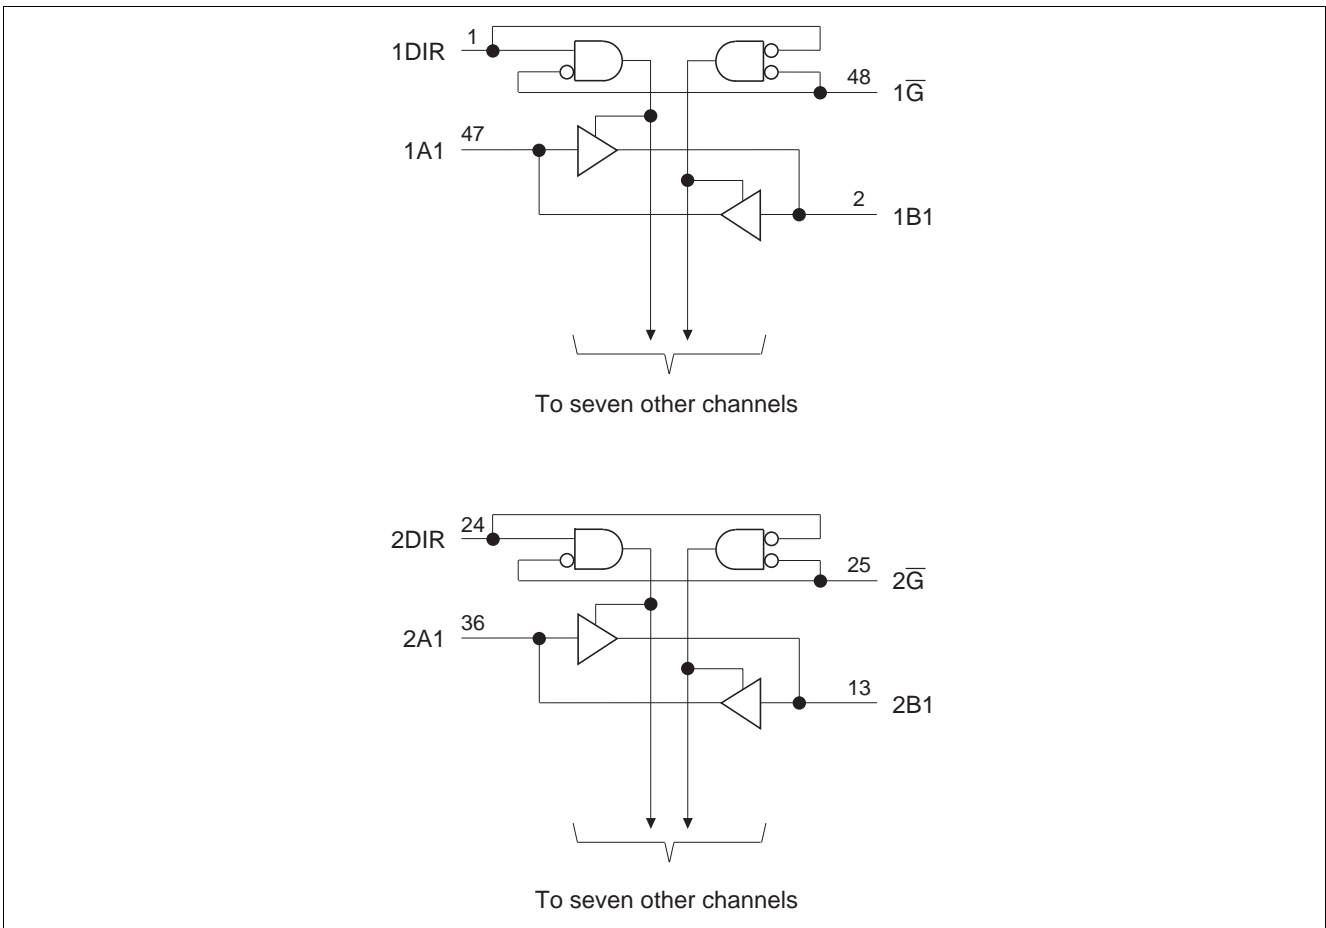 1DIR 1
48 1G̅
1A1 47
2 1B1
To seven other channels
2DIR 24
25 2G̅
2A1 36
13 2B1
To seven other channels